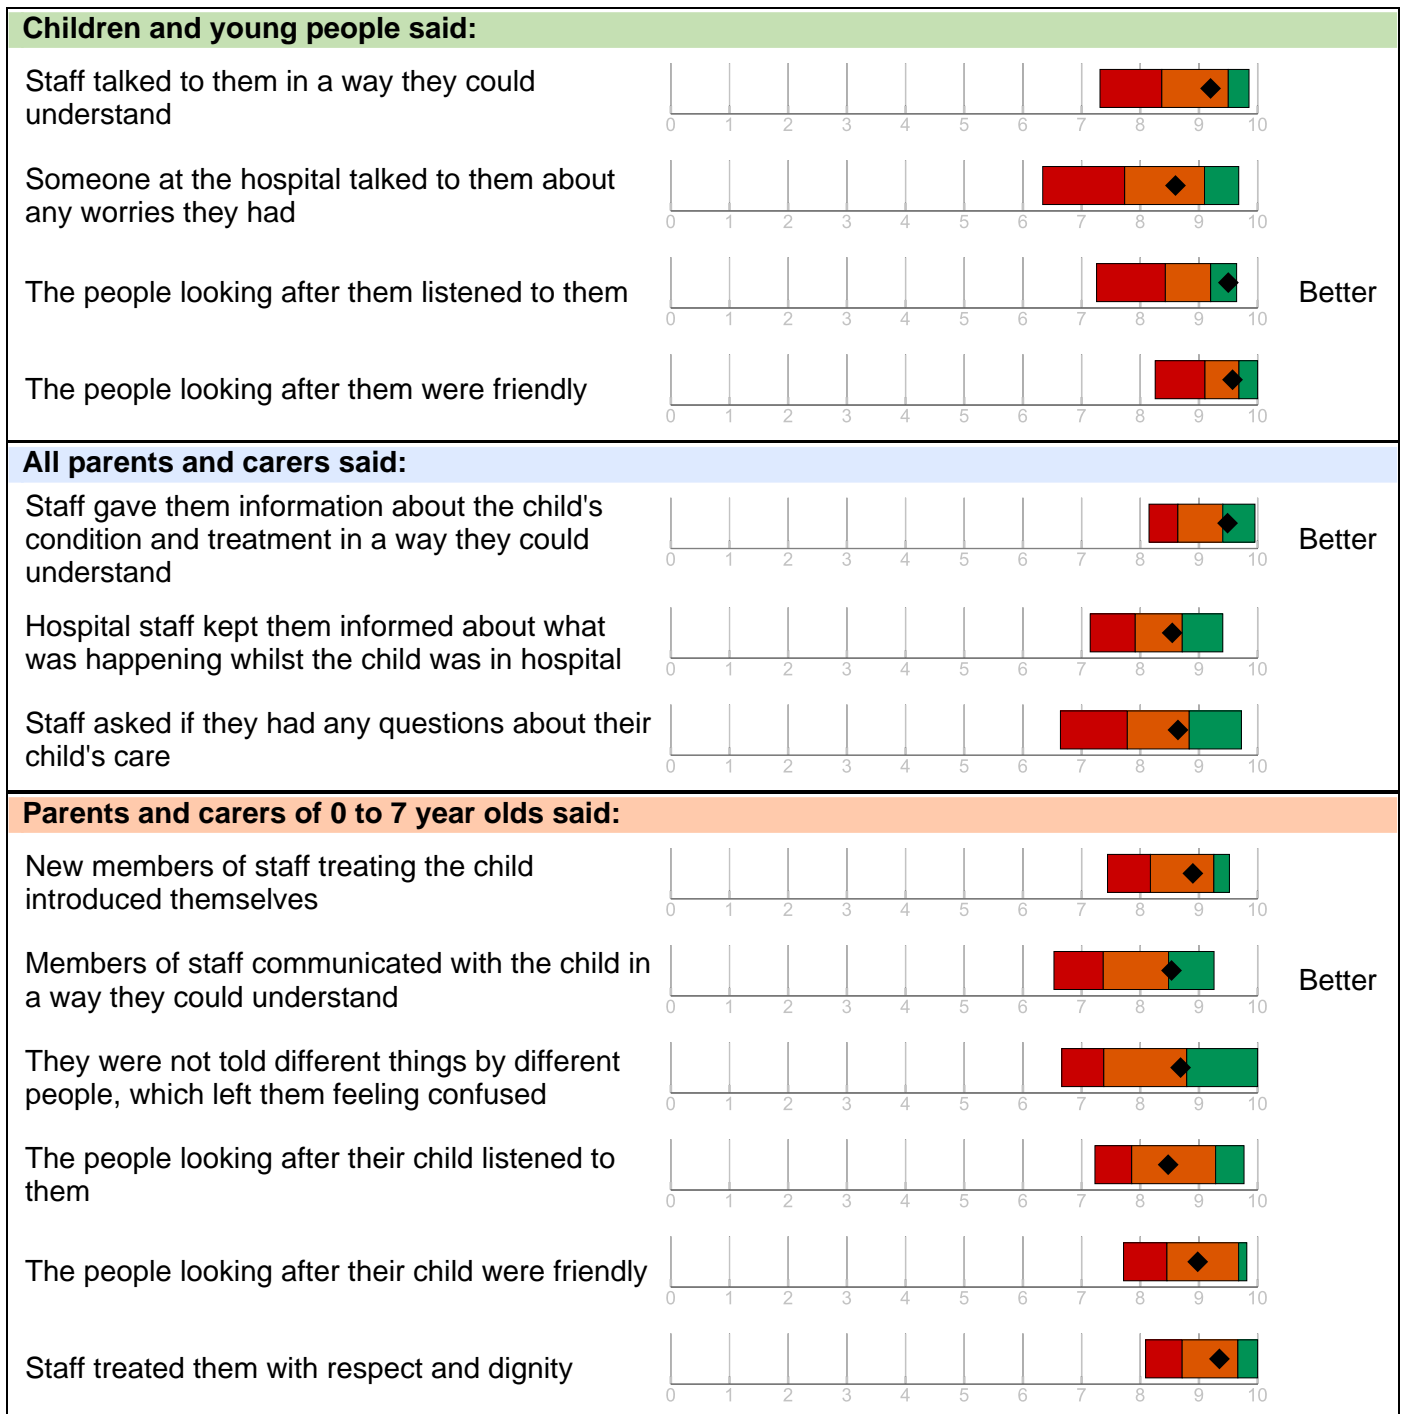 Children and young people said:
Staff talked to them in a way they could
understand
0 1 2 3 4 5 6 7 8 9 10
Someone at the hospital talked to them about
any worries they had
0 1 2 3 4 5 6 7 8 9 10
The people looking after them listened to them
0 1 2 3 4 5 6 7 8 9 10
Better
The people looking after them were friendly
0 1 2 3 4 5 6 7 8 9 10
All parents and carers said:
Staff gave them information about the child's
condition and treatment in a way they could
understand
0 1 2 3 4 5 6 7 8 9 10
Better
Hospital staff kept them informed about what
was happening whilst the child was in hospital
0 1 2 3 4 5 6 7 8 9 10
Staff asked if they had any questions about their
child's care
0 1 2 3 4 5 6 7 8 9 10
Parents and carers of 0 to 7 year olds said:
New members of staff treating the child
introduced themselves
0 1 2 3 4 5 6 7 8 9 10
Members of staff communicated with the child in
a way they could understand
0 1 2 3 4 5 6 7 8 9 10
Better
They were not told different things by different
people, which left them feeling confused
0 1 2 3 4 5 6 7 8 9 10
The people looking after their child listened to
them
0 1 2 3 4 5 6 7 8 9 10
The people looking after their child were friendly
0 1 2 3 4 5 6 7 8 9 10
Staff treated them with respect and dignity
0 1 2 3 4 5 6 7 8 9 10